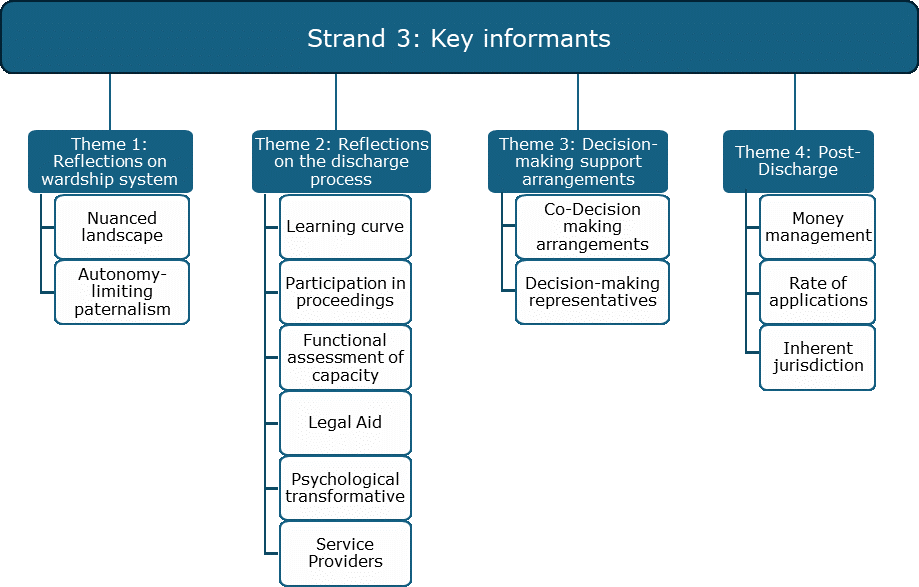 Strand 3: Key informants
Theme 1:
Reflections on
wardship system
Nuanced
landscape
Autonomy-
limiting
paternalism
Theme 2: Reflections
on the discharge
process
Learning curve
Participation in
proceedings
Functional
assessment of
capacity
Legal Aid
Psychological
transformative
Service
Providers
Theme 3: Decision-
making support
arrangements
Co-Decision
making
arrangements
Decision-making
representatives
Theme 4: Post-
Discharge
Money
management
Rate of
applications
Inherent
jurisdiction